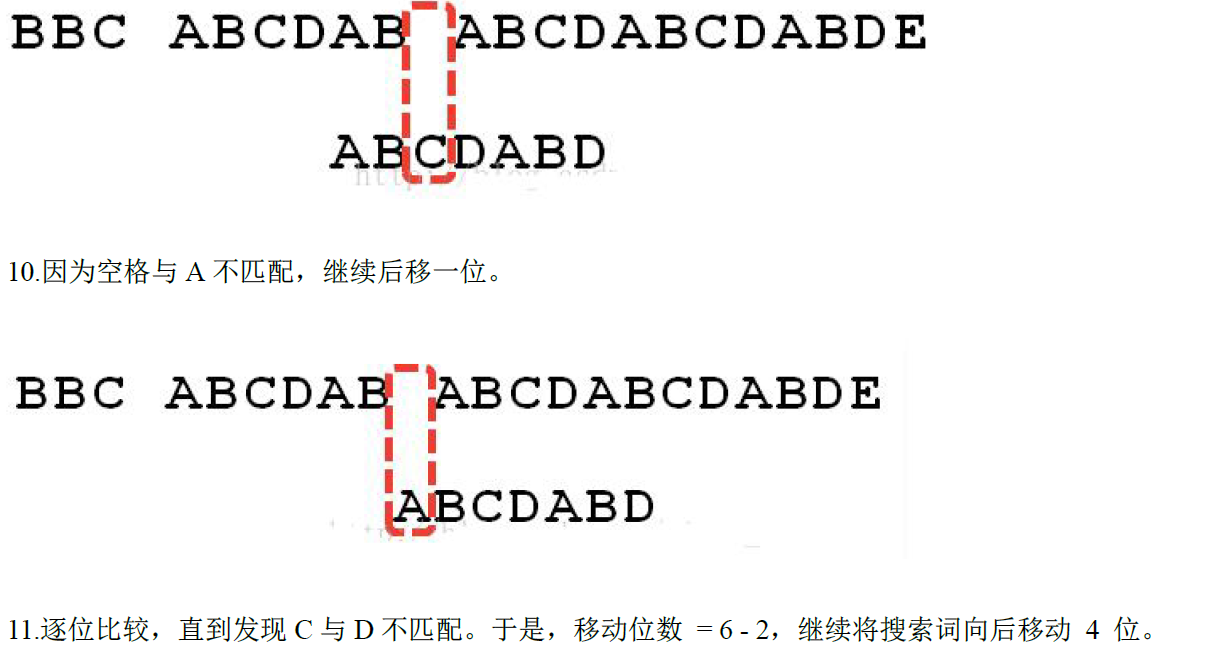 BBC ABCDAB ABCDABCDABDE
ABCDABD
10.因为空格与 A 不匹配，继续后移一位。
BBC ABCDAB ABCDABCDABDE
ABCDABD
11.逐位比较，直到发现 C 与 D 不匹配。于是，移动位数 = 6 - 2，继续将搜索词向后移动 4 位。